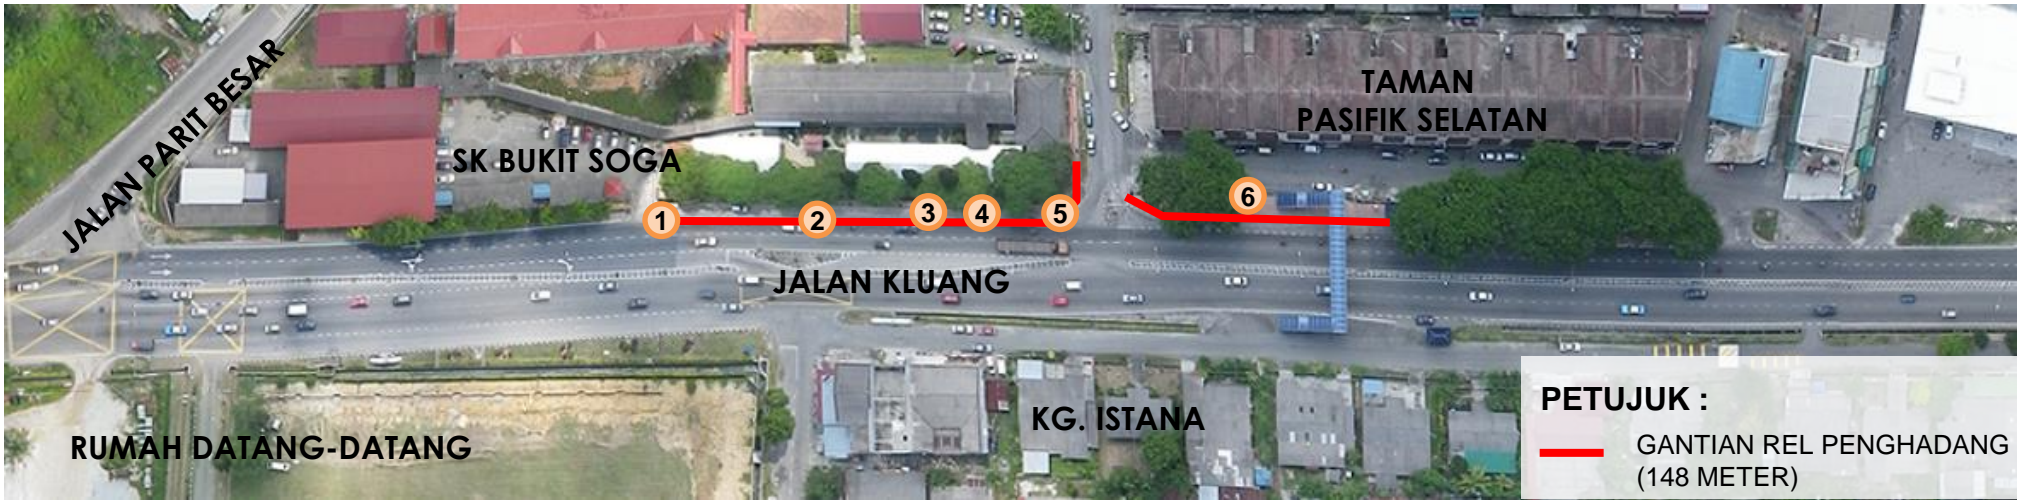 JALAN PARIT BESAR
SK BUKIT SOGA
TAMAN
PASIFIK SELATAN
1
2
3
4
5
6
JALAN KLUANG
RUMAH DATANG-DATANG
KG. ISTANA
PETUJUK :
GANTIAN REL PENGHADANG
(148 METER)